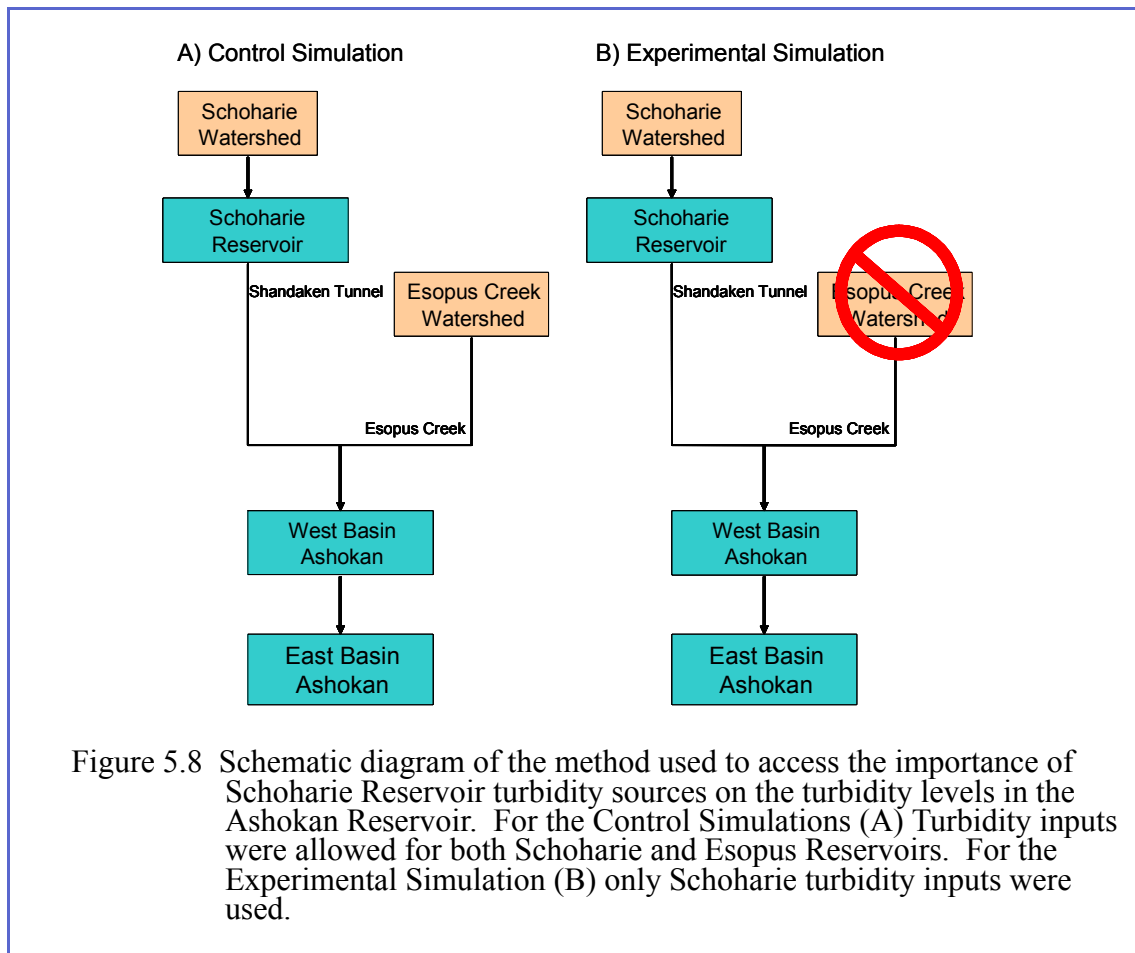 A) Control Simulation
Schoharie
Watershed
Schoharie
Reservoir
Shandaken Tunnel
Esopus Creek
Watershed
Esopus Creek
West Basin
Ashokan
East Basin
Ashokan
B) Experimental Simulation
Schoharie
Watershed
Schoharie
Reservoir
Shandaken Tunnel
Esopus Creek
Watershed
Esopus Creek
West Basin
Ashokan
East Basin
Ashokan
Figure 5.8 Schematic diagram of the method used to access the importance of
Schoharie Reservoir turbidity sources on the turbidity levels in the
Ashokan Reservoir. For the Control Simulations (A) Turbidity inputs
were allowed for both Schoharie and Esopus Reservoirs. For the
Experimental Simulation (B) only Schoharie turbidity inputs were
used.